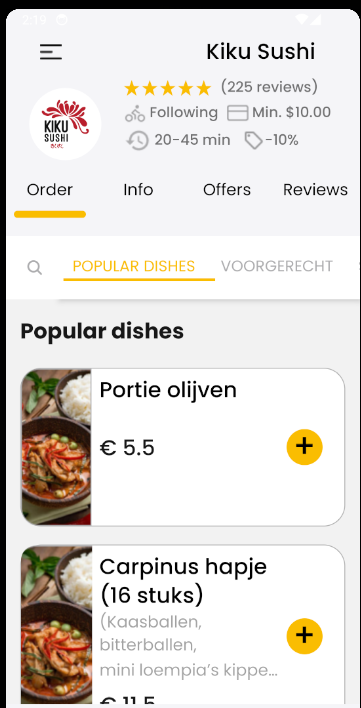 2:19
Kiku Sushi
(225 reviews)
Following Min. $10.00
20-45 min -10%
KIKU
SUSHI
Order Info Offers Reviews
POPULAR DISHES VOORGERECHT
Popular dishes
Portie olijven
€ 5.5
+
Carpinus hapje
(16 stuks)
(Kaasballen,
bitterballen,
mini loempia’s kippe...
+
€ 11.5